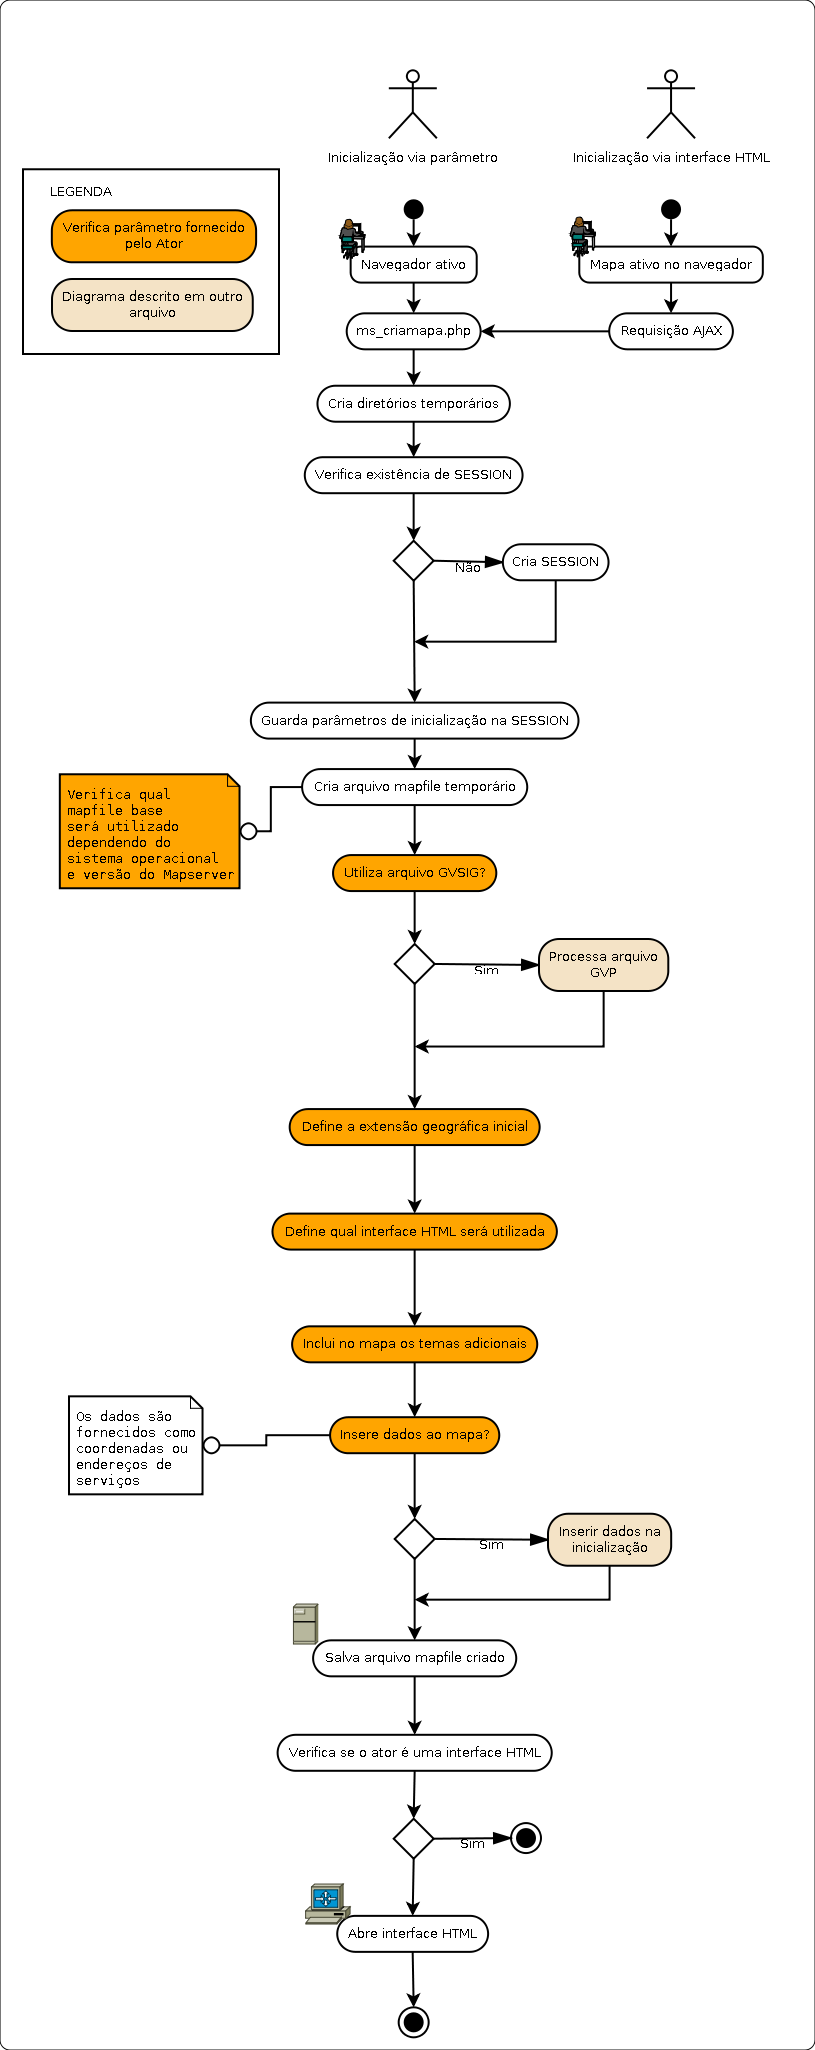 Inicialização via parâmetro
Inicialização via interface HTML
LEGENDA
Verifica parâmetro fornecido
pelo Ator
Diagrama descrito em outro
arquivo
Navegador ativo
Mapa ativo no navegador
ms_criamapa.php
Requisição AJAX
Cria diretórios temporários
Verifica existência de SESSION
Não
Cria SESSION
Guarda parâmetros de inicialização na SESSION
Cria arquivo mapfile temporário
Verifica qual
mapfile base
será utilizado
dependendo do
sistema operacional
e versão do Mapserver
Utiliza arquivo GVSIG?
Sim
Processa arquivo
GVP
Define a extensão geográfica inicial
Define qual interface HTML será utilizada
Inclui no mapa os temas adicionais
Os dados são
fornecidos como
coordenadas ou
endereços de
serviços
Insere dados ao mapa?
Sim
Inserir dados na
inicialização
Salva arquivo mapfile criado
Verifica se o ator é uma interface HTML
Sim
Abre interface HTML